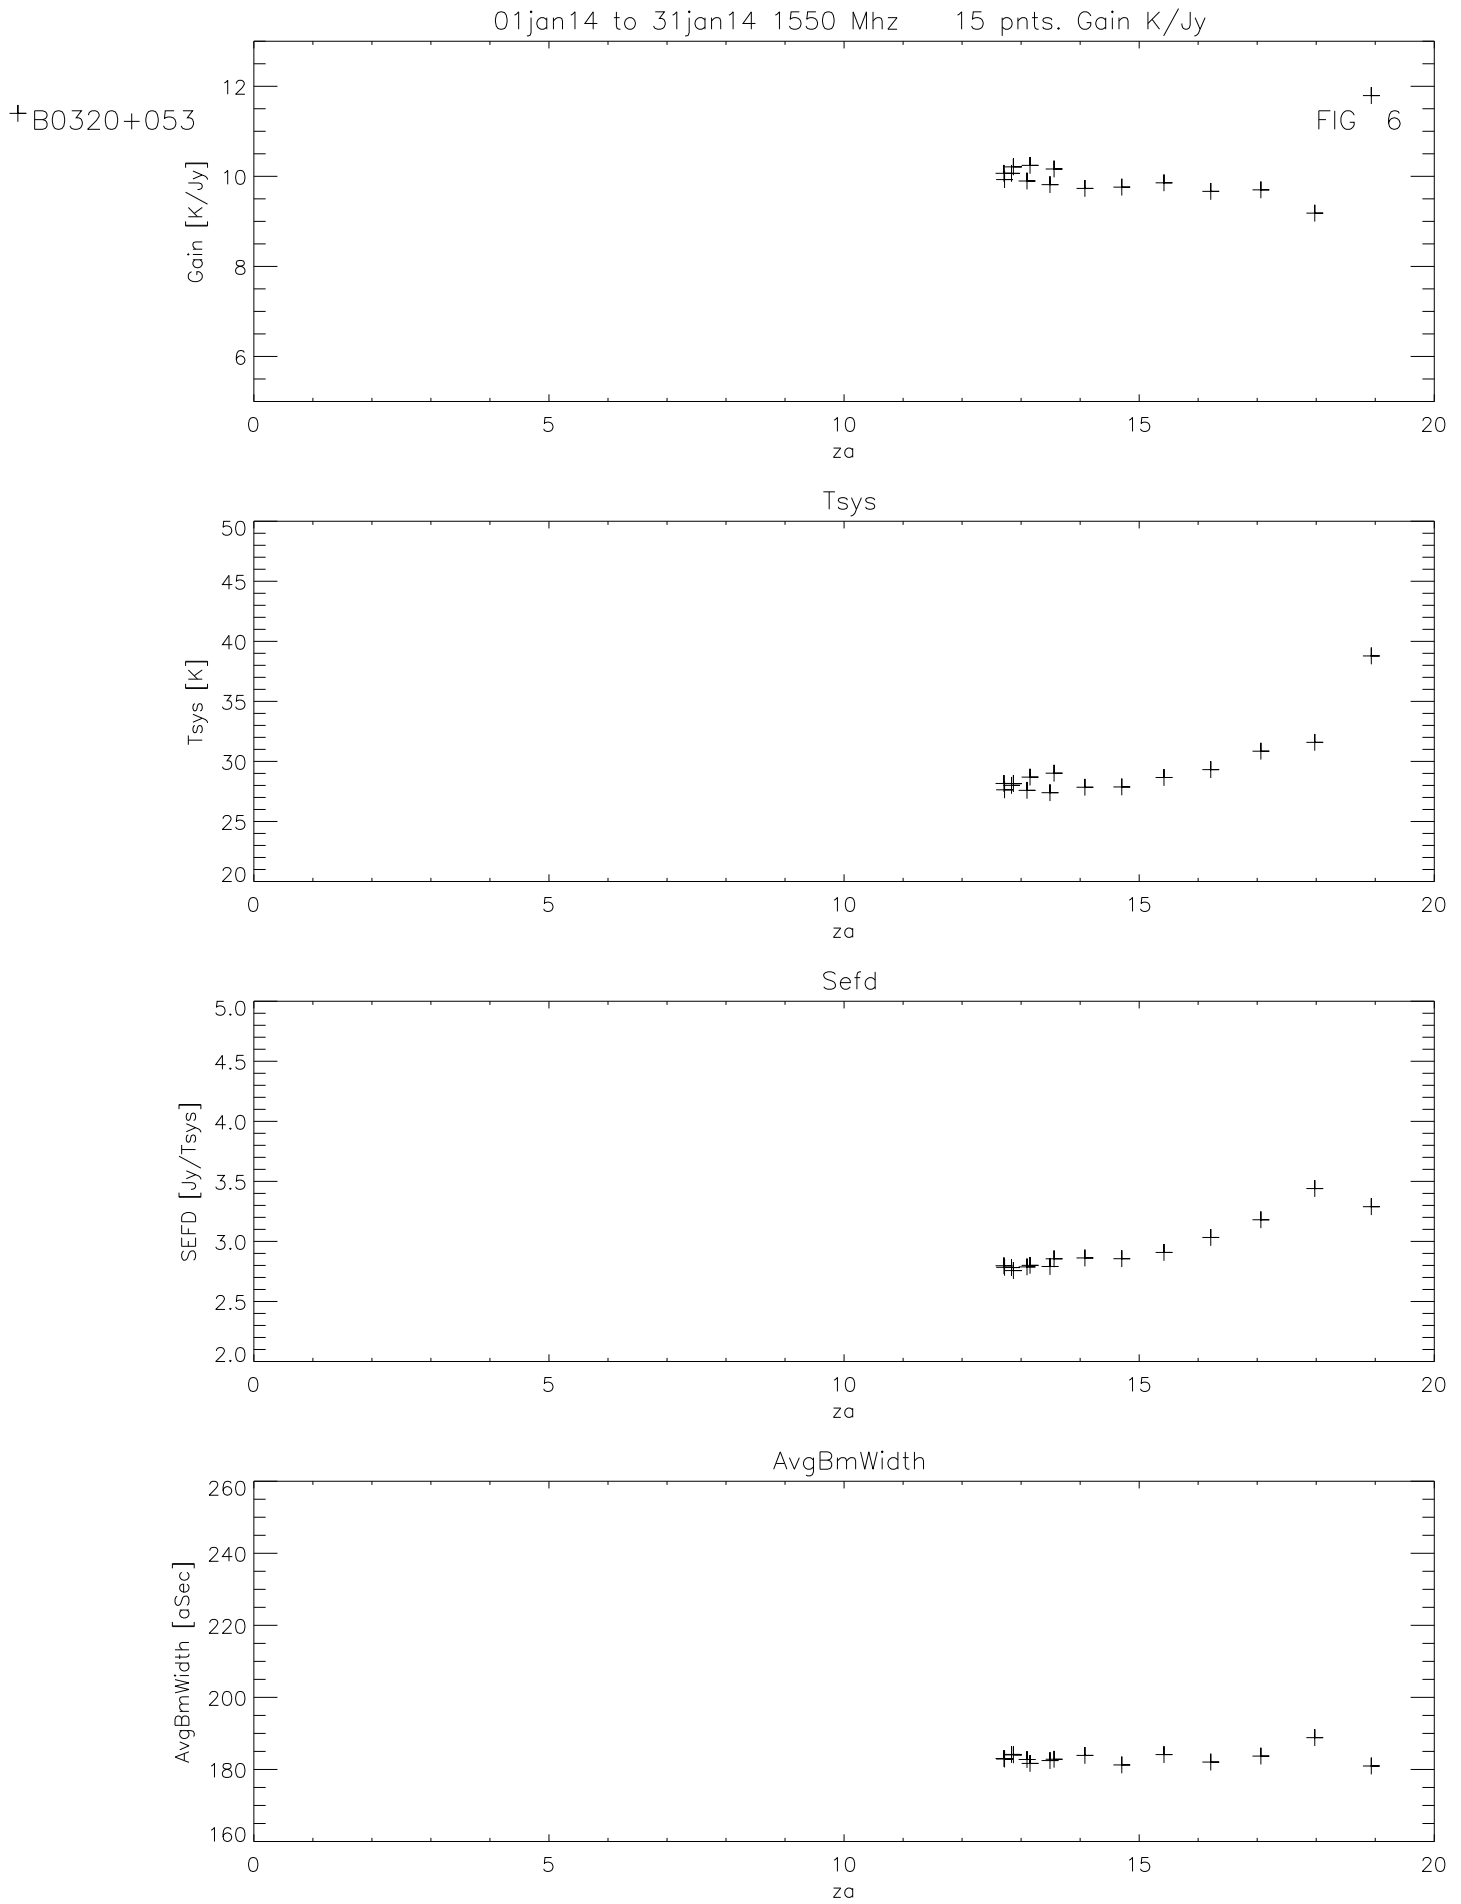 01jan14 to 31jan14 1550 Mhz 15 pnts. Gain K/Jy
+B0320+053
FIG 6
Gain [K/Jy]
12
10
8
6
0 5 10 15 20
za
Tsys
Tsys [K]
50
45
40
35
30
25
20
0 5 10 15 20
za
Sefd
SEFD [Jy/Tsys]
5.0
4.5
4.0
3.5
3.0
2.5
2.0
0 5 10 15 20
za
AvgBmWidth
AvgBmWidth [aSec]
260
240
220
200
180
160
0 5 10 15 20
za